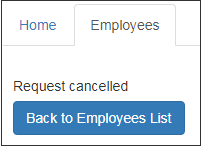 Home Employees
Request cancelled
Back to Employees List